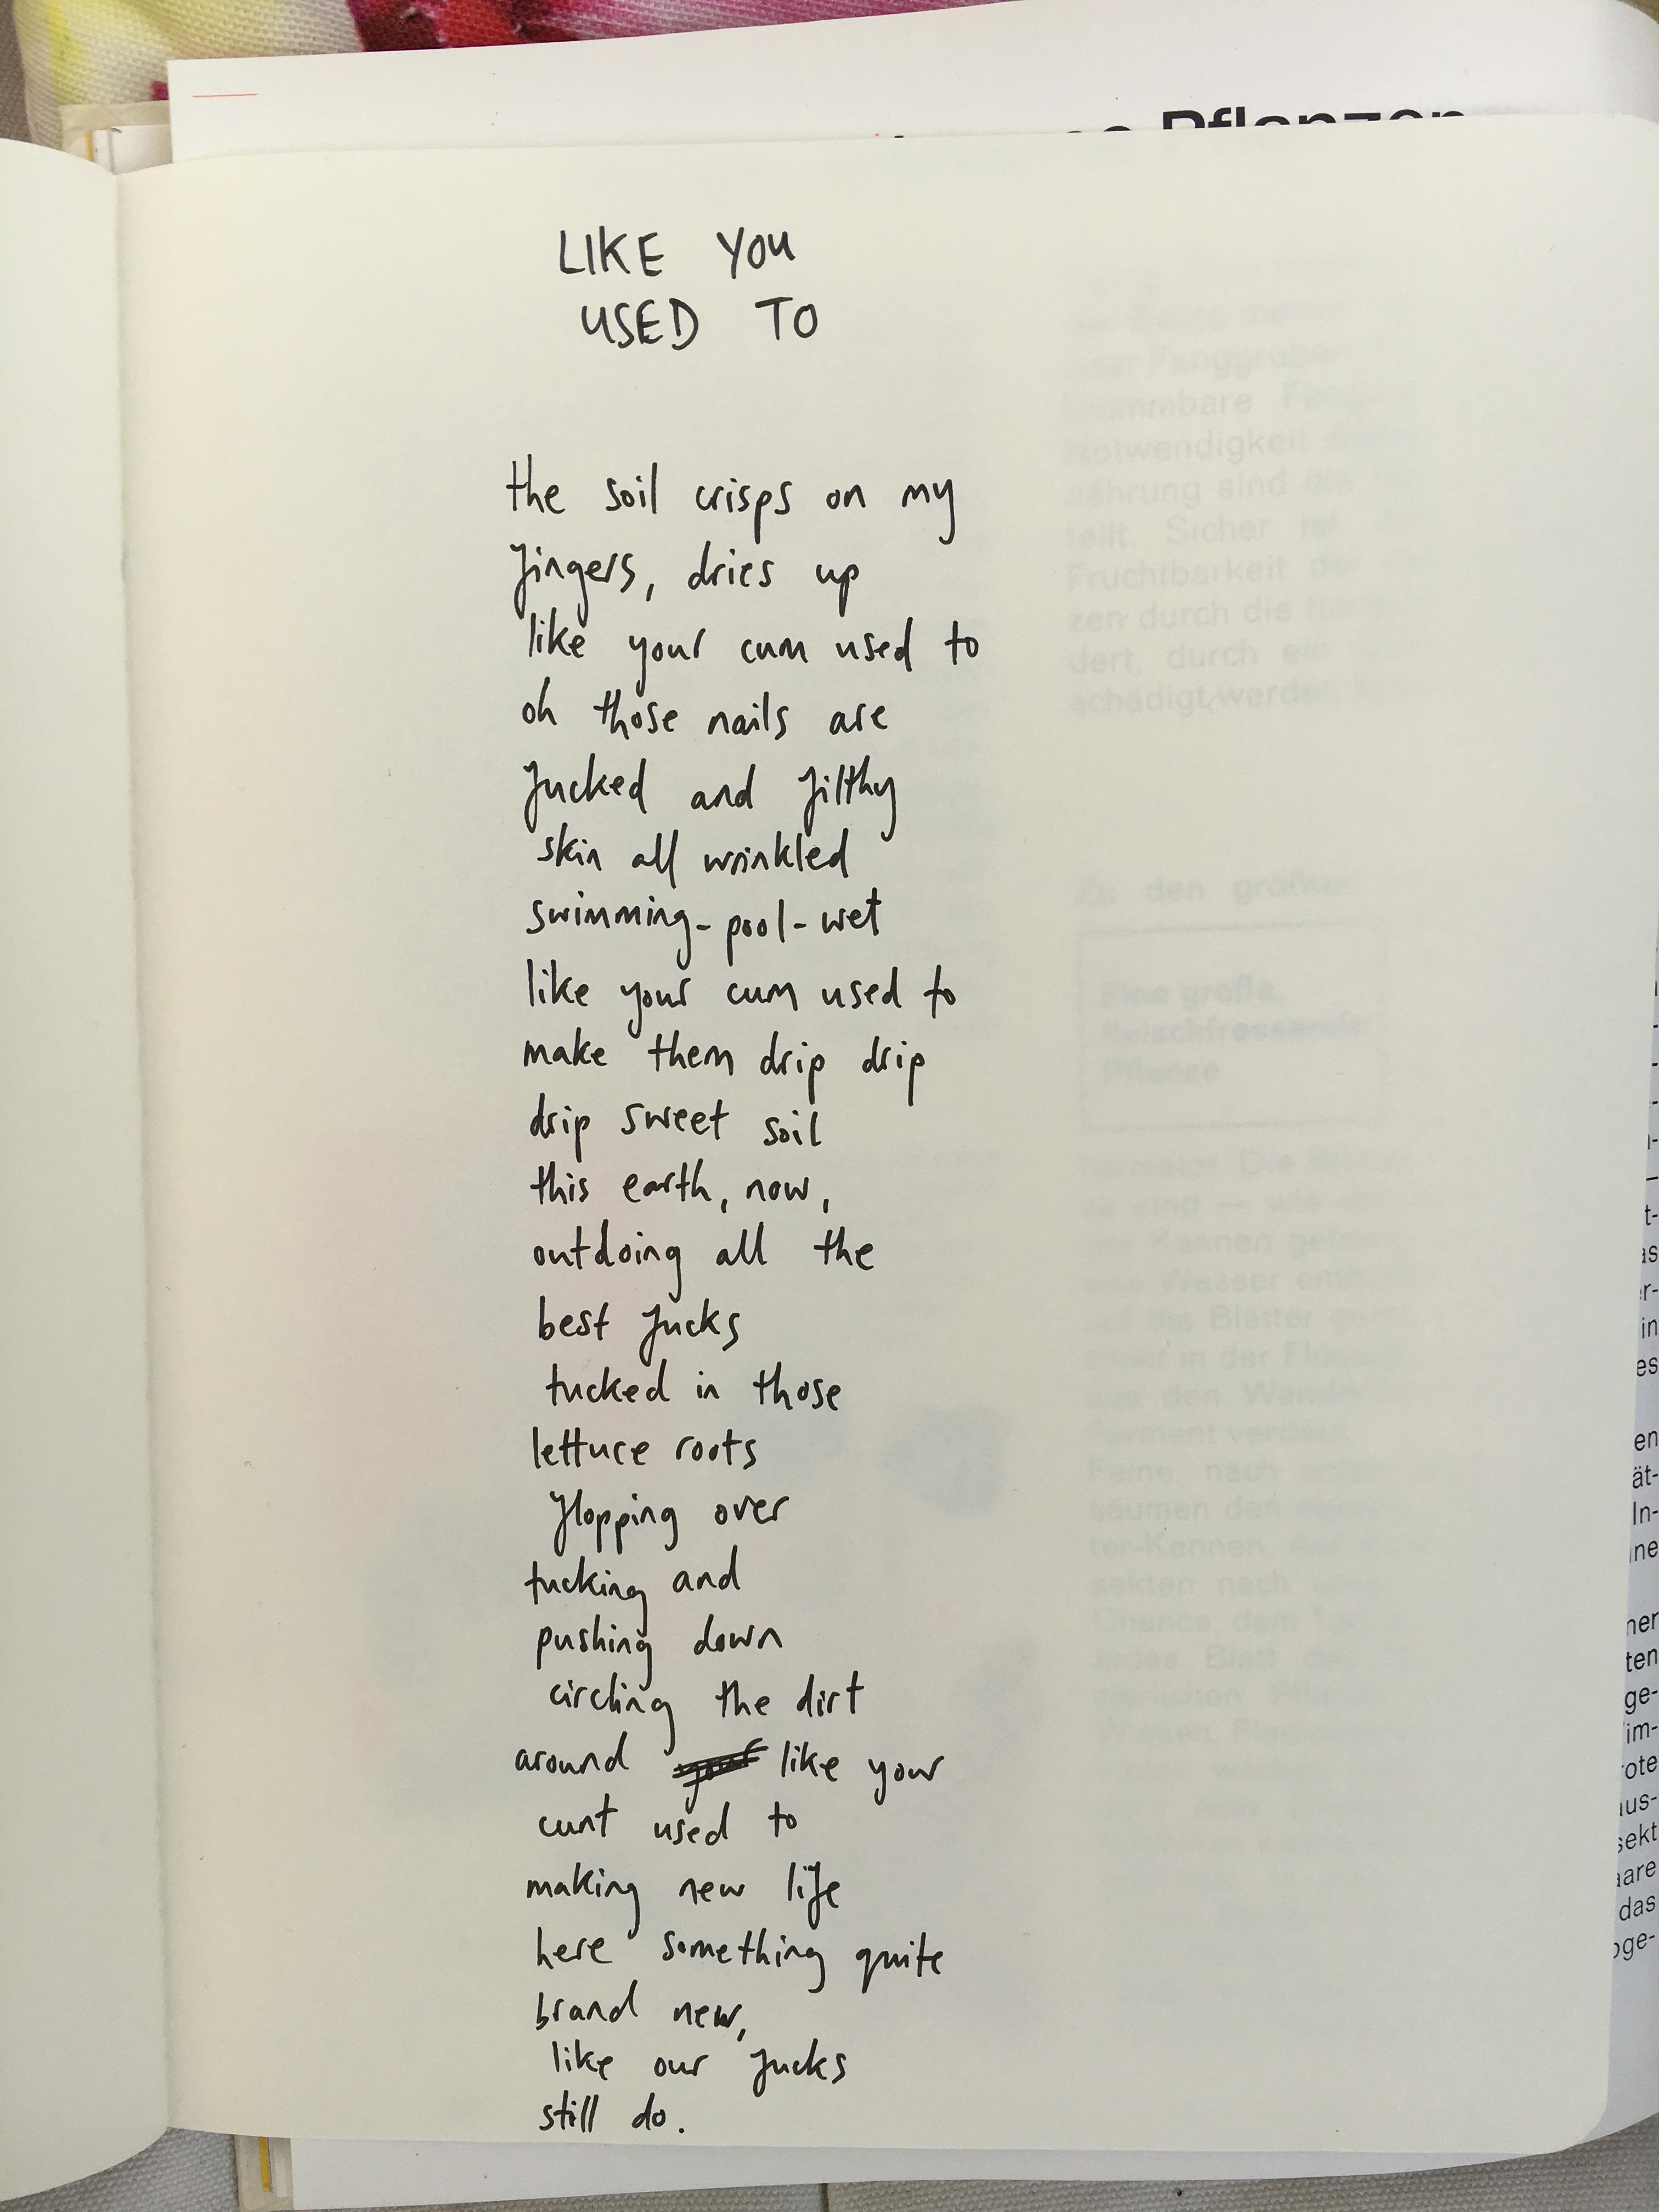 Pflanzen
LIKE YOU
USED TO
the soil crisps on my
fingers, dries up
like your cum used to
oh those nails are
fucked and filthy
skin all wrinkled
swimming-pool-wet
like your cum used to
make them drip drip
drip sweet soil
this earth, now,
outdoing all the
best fucks
tucked in those
lettuce roots
flopping over
tucking and
pushing down
circling the dirt
around like your
cunt used to
making new life
here something quite
brand new,
like our fucks
still do.